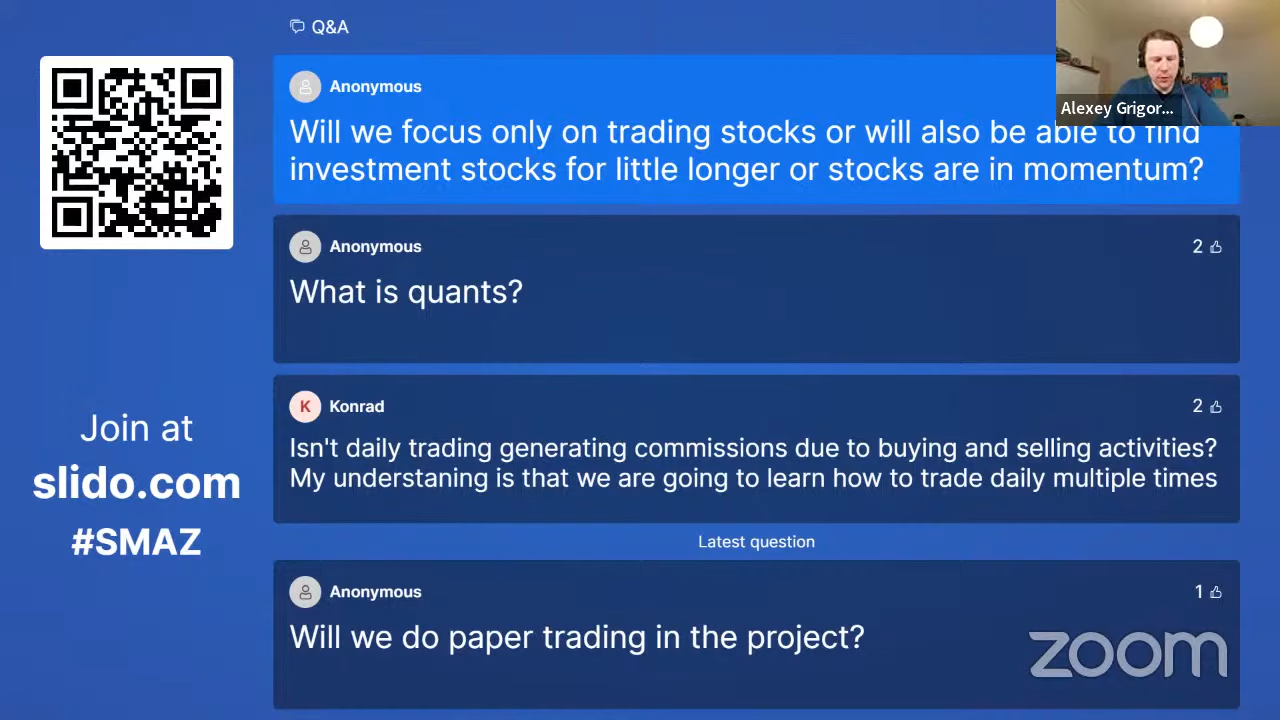 Q&A
Anonymous
Will we focus only on trading stocks or will also be able to find
investment stocks for little longer or stocks are in momentum?
Alexey Grigor...
Anonymous
2
What is quants?
K
Konrad
2
Isn't daily trading generating commissions due to buying and selling activities?
My understaning is that we are going to learn how to trade daily multiple times
Latest question
Anonymous
1
Will we do paper trading in the project?
Join at
slido.com
#SMAZ
zoom